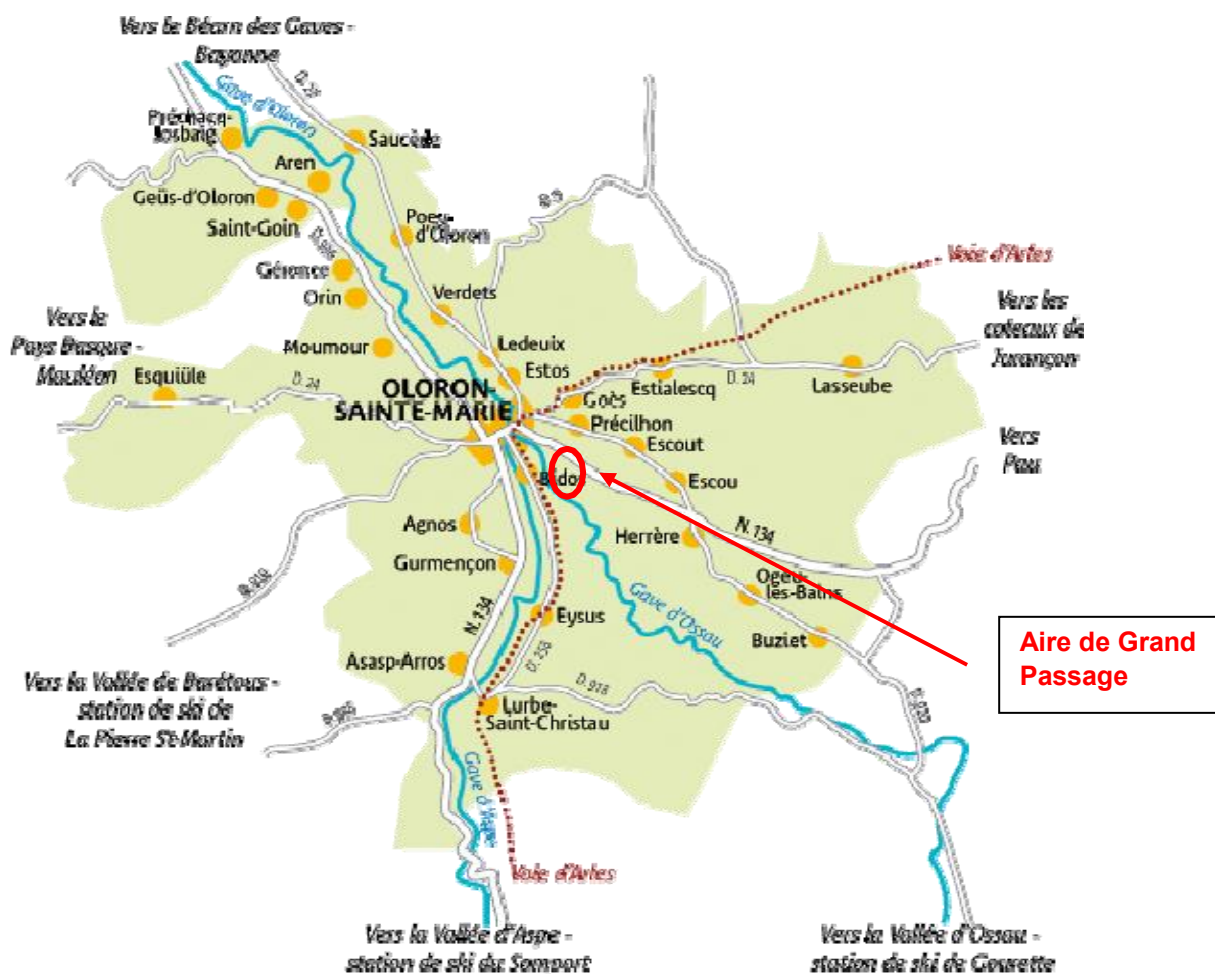 Vers le Béarn des Gaves -
Bayonne
Gave d'Oloron
Préchacq-
Josbaig
Saucède
Aren
Geüs-d'Oloron
Saint-Goin
Poey-
d'Oloron
Géronce
Orin
Verdets
Voie d'Arles
Vers le
Pays Basque -
Mauléon
Moumour
Ledeuix
Vers les
coteaux de
Jurançon
Esquiüle
D. 24
Estos
OLORON-
SAINTE-MARIE
Estialescq
D. 24
Lasseube
Goès
Précilhon
Escout
Vers
Pau
Escou
Agnos
Herrère
N. 134
Gurmençon
Ogeu-
les-Bains
Gave d'Ossau
N. 134
Eysus
Buziet
Aire de Grand
Passage
Asasp-Arros
D. 918
Vers la Vallée de Barétous -
station de ski de
La Pierre St-Martin
Lurbe-
Saint-Christau
Gave d'Aspe
Voie d'Arles
Vers la Vallée d'Aspe -
station de ski du Somport
Vers la Vallée d'Ossau -
station de ski de Gourette